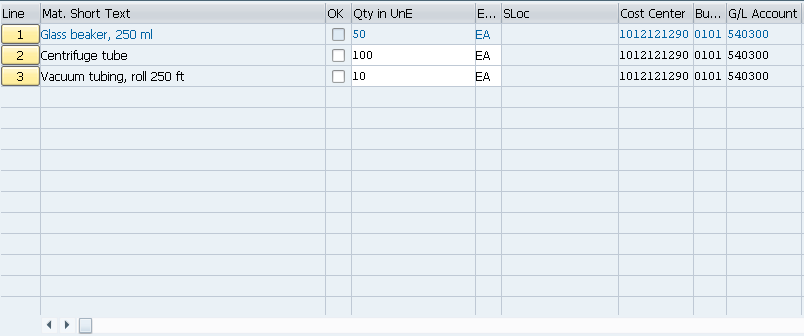 Line Mat. Short Text OK Qty in UnE E... SLoc Cost Center Bu... G/L Account
1 Glass beaker, 250 ml 50 EA 1012121290 0101 540300
2 Centrifuge tube 100 EA 1012121290 0101 540300
3 Vacuum tubing, roll 250 ft 10 EA 1012121290 0101 540300